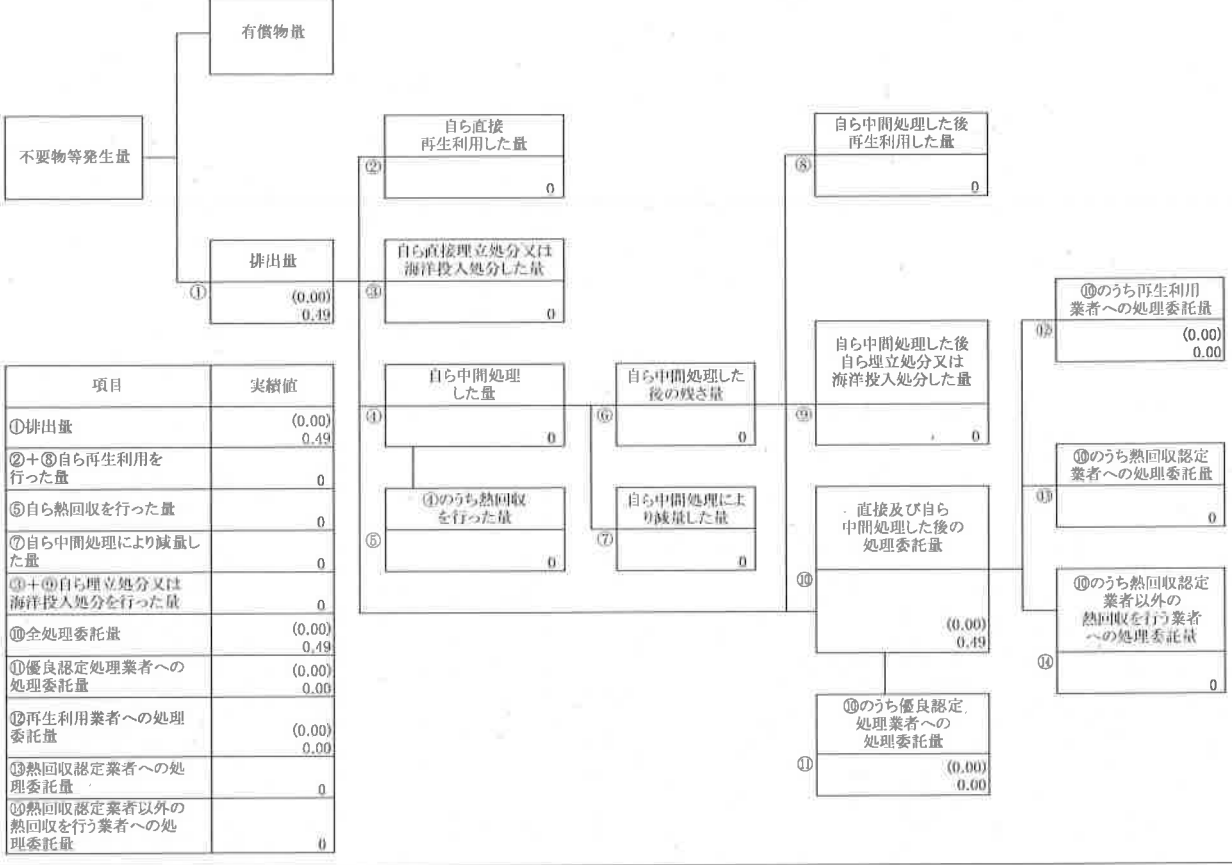 有償物量
不要物等発生量
排出量
①
(0.00)
0.49
自ら直接
再生利用した量
②
0
自ら直接埋立処分又は
海洋投入処分した量
③
0
自ら中間処理
した量
④
0
④のうち熱回収
を行った量
⑤
0
自ら中間処理した
後の残さ量
⑥
0
自ら中間処理によ
り減量した量
⑦
0
自ら中間処理した後
再生利用した量
⑧
0
自ら中間処理した後
自ら埋立処分又は
海洋投入処分した量
⑨
0
直接及び自ら
中間処理した後の
処理委託量
⑩
(0.00)
0.49
⑩のうち優良認定
処理業者への
処理委託量
⑪
(0.00)
0.00
⑩のうち再生利用
業者への処理委託量
⑫
(0.00)
0.00
⑩のうち熱回収認定
業者への処理委託量
⑬
0
⑩のうち熱回収認定
業者以外の
熱回収を行う業者
への処理委託量
⑭
0
項目 実績値
①排出量 (0.00)
0.49
②+⑧自ら再生利用を
行った量 0
⑤自ら熱回収を行った量
0
⑦自ら中間処理により減量し
た量 0
③+⑨自ら埋立処分又は
海洋投入処分を行った量 0
⑩全処理委託量 (0.00)
0.49
⑪優良認定処理業者への (0.00)
処理委託量 0.00
⑫再生利用業者への処理
委託量 (0.00)
0.00
⑬熱回収認定業者への処
理委託量 0
⑭熱回収認定業者以外の
熱回収を行う業者への処
理委託量 0